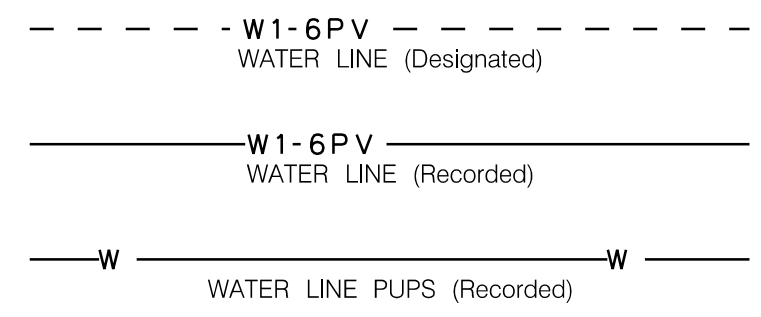 W1-6PV
WATER LINE (Designated)
W1-6PV
WATER LINE (Recorded)
W W
WATER LINE PUPS (Recorded)